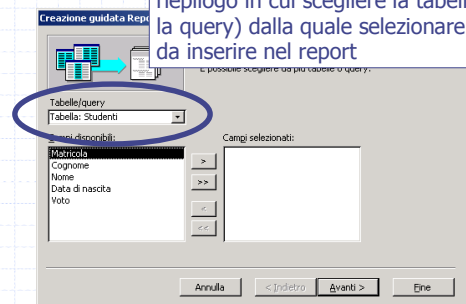 riepilogo in cui scegliere la tabella
la query) dalla quale selezionare
da inserire nel report
Creazione guidata Repo
È possibile scegliere da più tabelle o query.
Tabelle/query
Tabella: Studenti
Campi disponibili:
Campi selezionati:
Matricola
Cognome
Nome
Data di nascita
Voto
>
>>
<
<<
Annulla
< Indietro
Avanti >
Fine